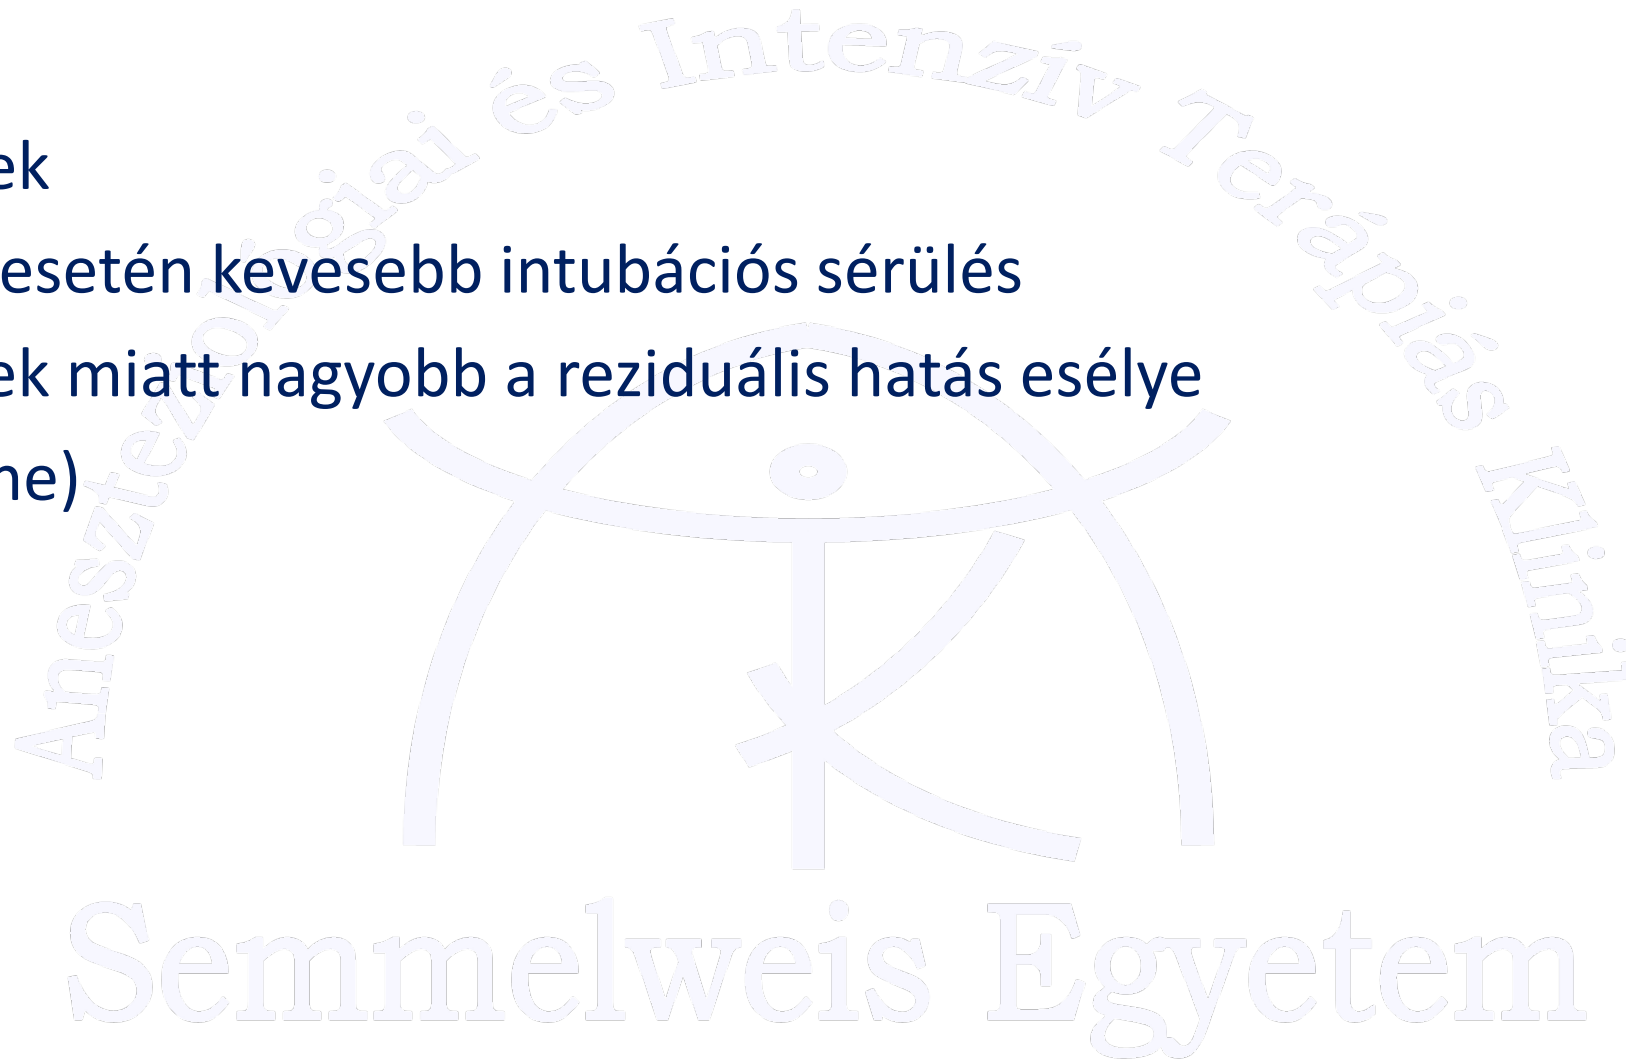 Aneszteziológiai és Intenzív Terápiás Klinika
ek
esetén kevesebb intubációs sérülés
ek miatt nagyobb a reziduális hatás esélye
ne)
Semmelweis Egyetem